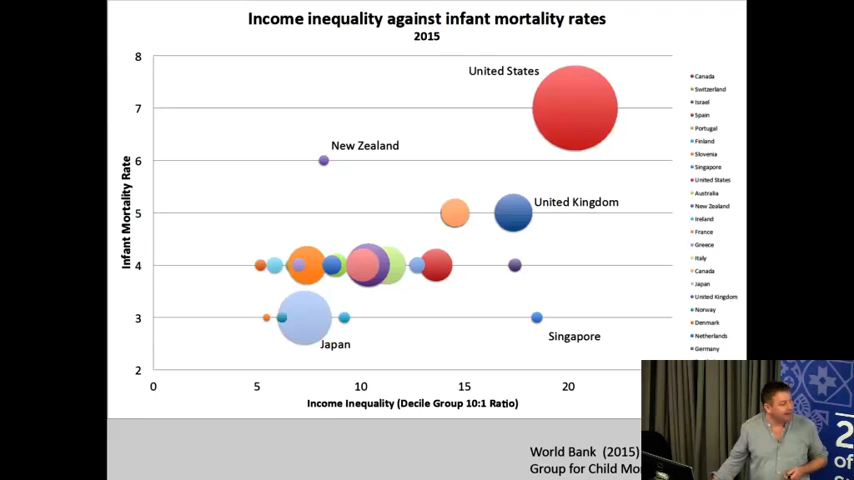 Income inequality against infant mortality rates
2015
8
7
6
5
4
3
2
Infant Mortality Rate
United States
New Zealand
United Kingdom
Japan
Singapore
0 5 10 15 20
Income Inequality (Decile Group 10:1 Ratio)
Canada
Switzerland
Israel
Spain
Portugal
Finland
Slovenia
Singapore
United States
Australia
New Zealand
Ireland
France
Greece
Italy
Canada
Japan
United Kingdom
Norway
Denmark
Netherlands
Germany
World Bank (2015)
Group for Child Mo
2
of